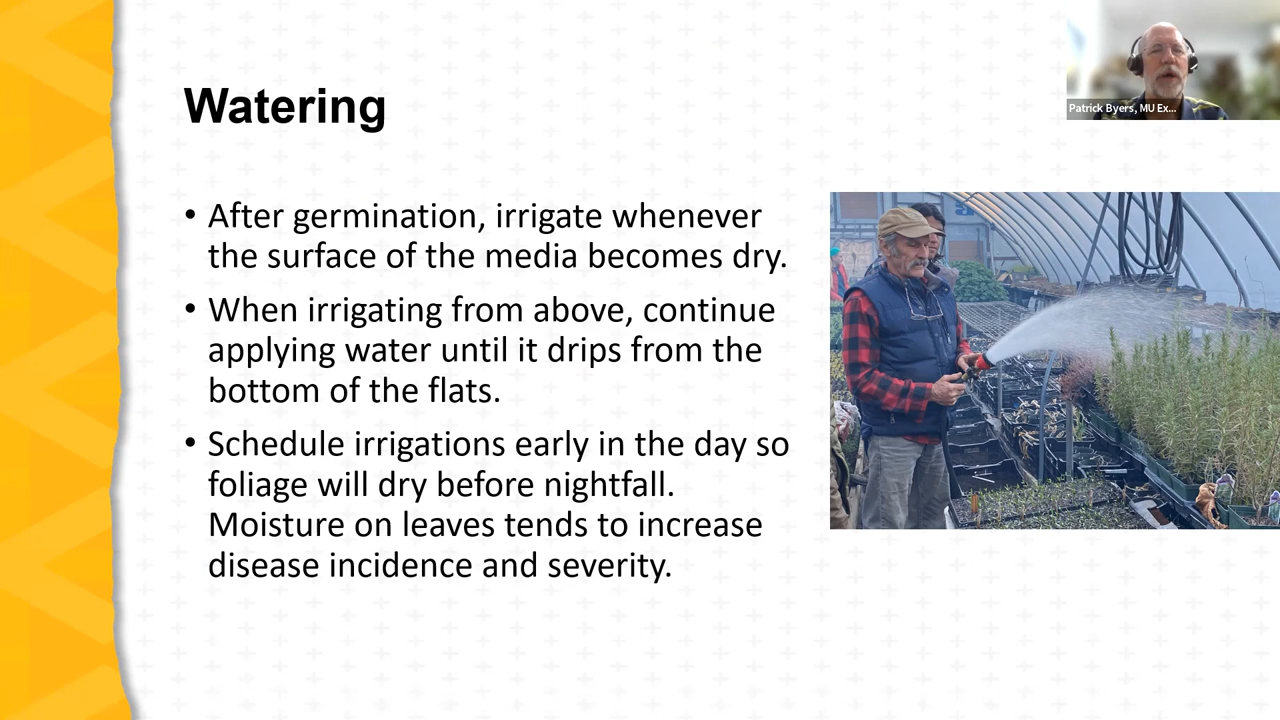 Watering
Patrick Byers, MU Ex...
• After germination, irrigate whenever
the surface of the media becomes dry.
• When irrigating from above, continue
applying water until it drips from the
bottom of the flats.
• Schedule irrigations early in the day so
foliage will dry before nightfall.
Moisture on leaves tends to increase
disease incidence and severity.